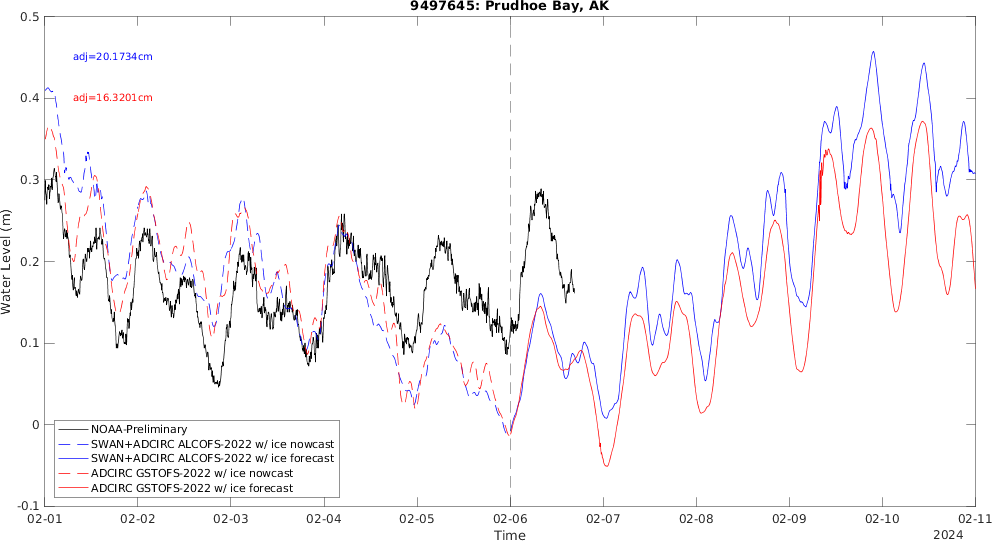 9497645: Prudhoe Bay, AK
0.5
adj=20.1734cm
0.4
adj=16.3201cm
0.3
Water Level (m)
0.2
0.1
0
NOAA-Preliminary
SWAN+ADCIRC ALCOFS-2022 w/ ice nowcast
SWAN+ADCIRC ALCOFS-2022 w/ ice forecast
ADCIRC GSTOFS-2022 w/ ice nowcast
ADCIRC GSTOFS-2022 w/ ice forecast
-0.1
02-01 02-02 02-03 02-04 02-05 02-06 02-07 02-08 02-09 02-10 02-11
Time
2024